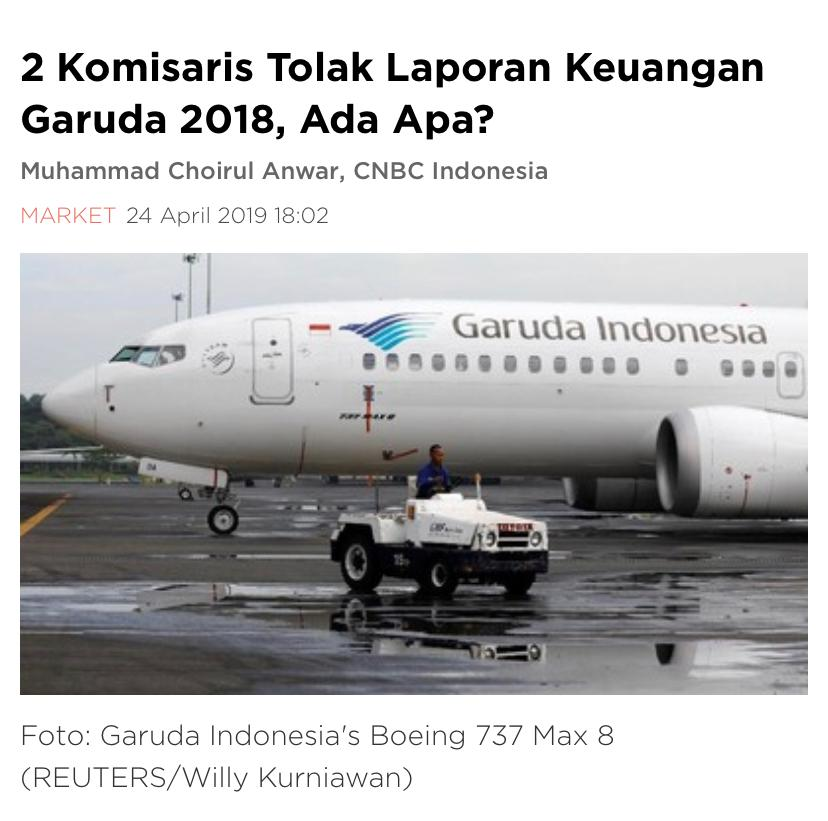 2 Komisaris Tolak Laporan Keuangan
Garuda 2018, Ada Apa?
Muhammad Choirul Anwar, CNBC Indonesia
MARKET 24 April 2019 18:02
Garuda Indonesia
737 MAX 8
TOYOTA
Foto: Garuda Indonesia's Boeing 737 Max 8
(REUTERS/Willy Kurniawan)